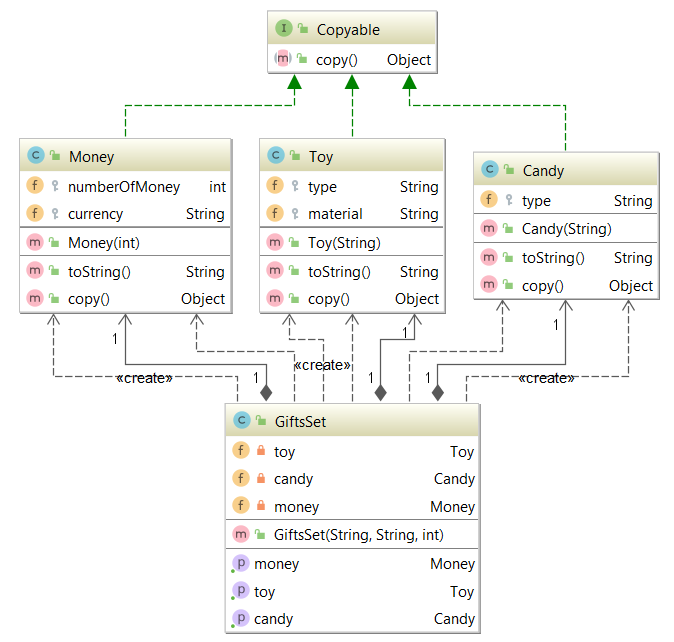 I Copyable
m copy() Object
C Money
f numberOfMoney int
f currency String
m Money(int)
m toString() String
m copy() Object
C Toy
f type String
f material String
m Toy(String)
m toString() String
m copy() Object
C Candy
f type String
m Candy(String)
m toString() String
m copy() Object
1
1
1
«create»
«create»
«create»
1
1
1
C GiftsSet
f toy Toy
f candy Candy
f money Money
m GiftsSet(String, String, int)
p money Money
p toy Toy
p candy Candy